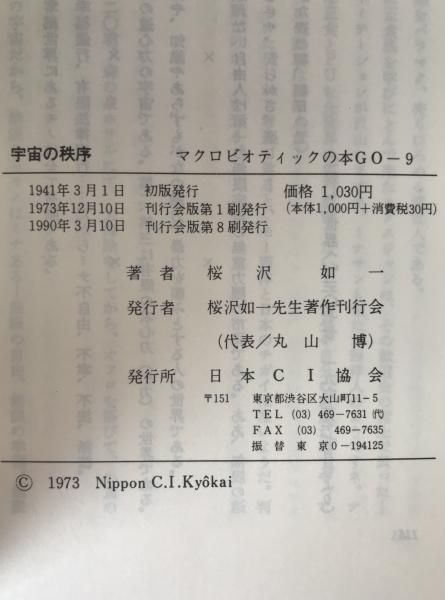 宇宙の秩序 マクロビオティックの本GO-9
1941年3月1日 初版発行 価格 1,030円
1973年12月10日 刊行会版第1刷発行 (本体1,000円+消費税30円)
1990年3月10日 刊行会版第8刷発行
著者 桜沢如一
発行者 桜沢如一先生著作刊行会
(代表/丸山博)
発行所 日本CI協会
〒151 東京都渋谷区大山町11-5
TEL (03) 469-7631 ㈹
FAX (03) 469-7635
振替 東京0-194125
© 1973 Nippon C.I.Kyôkai